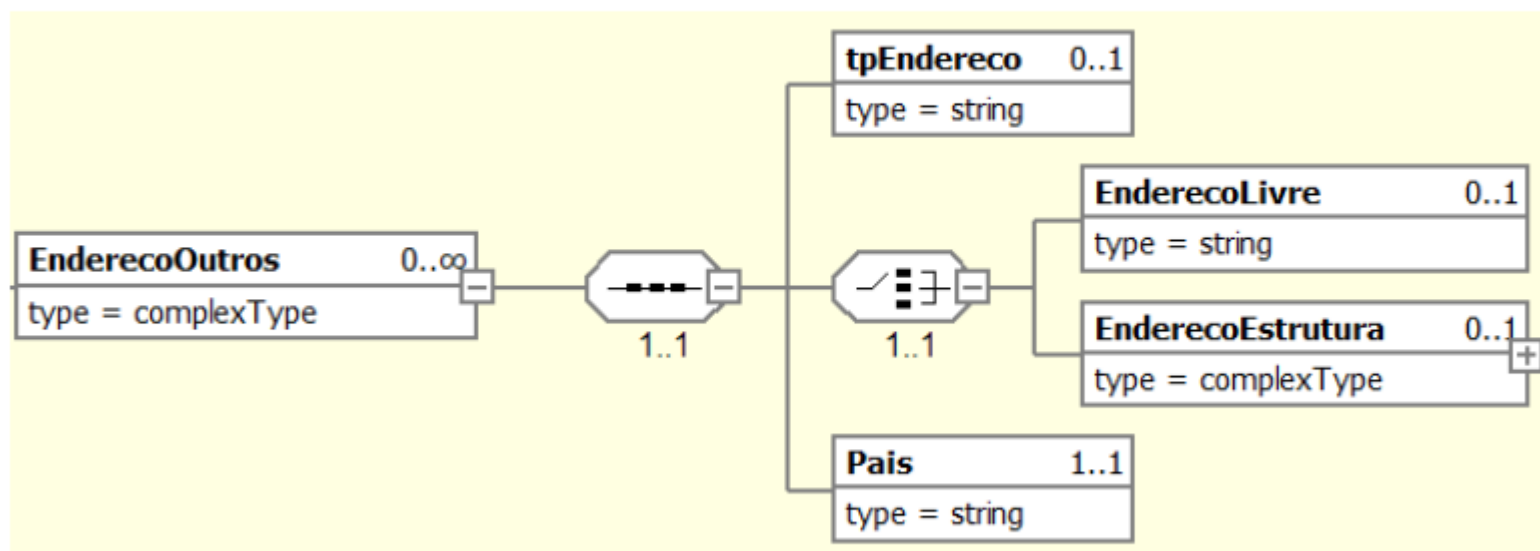 tpEndereco 0..1
type = string
EnderecoLivre 0..1
type = string
EnderecoOutros 0..∞
type = complexType
1..1
1..1
EnderecoEstrutura 0..1
type = complexType
Pais 1..1
type = string